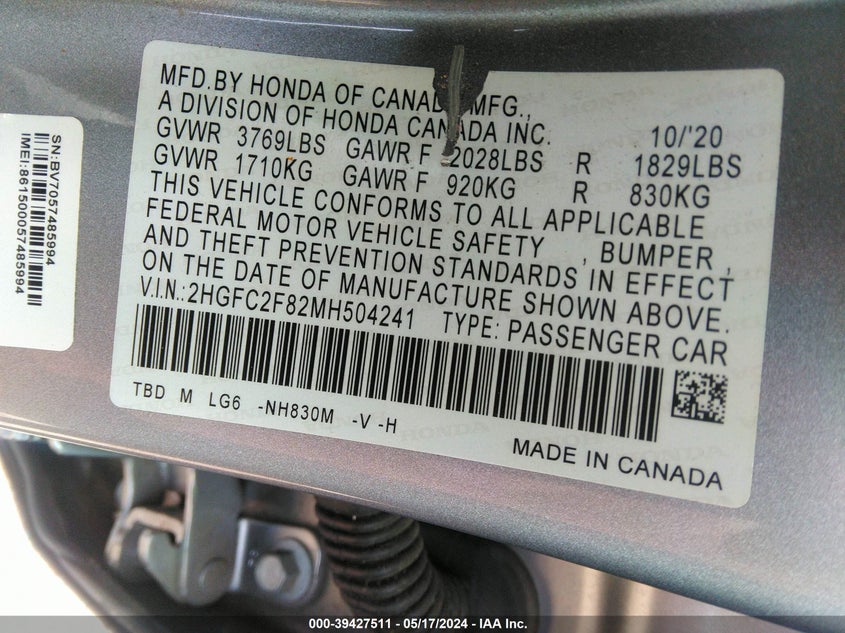 MFD.BY HONDA OF CANADA MFG.,
A DIVISION OF HONDA CANADA INC. 10/'20
GVWR 3769LBS GAWR F 2028LBS R 1829LBS
GVWR 1710KG GAWR F 920KG R 830KG
THIS VEHICLE CONFORMS TO ALL APPLICABLE
FEDERAL MOTOR VEHICLE SAFETY , BUMPER ,
AND THEFT PREVENTION STANDARDS IN EFFECT
ON THE DATE OF MANUFACTURE SHOWN ABOVE.
V.I.N.:2HGFC2F82MH504241 TYPE: PASSENGER CAR
TBD M LG6 -NH830M -V -H
MADE IN CANADA
SN:BV7057485994
IMEI:861500057485994
000-39427511 - 05/17/2024 - IAA Inc.